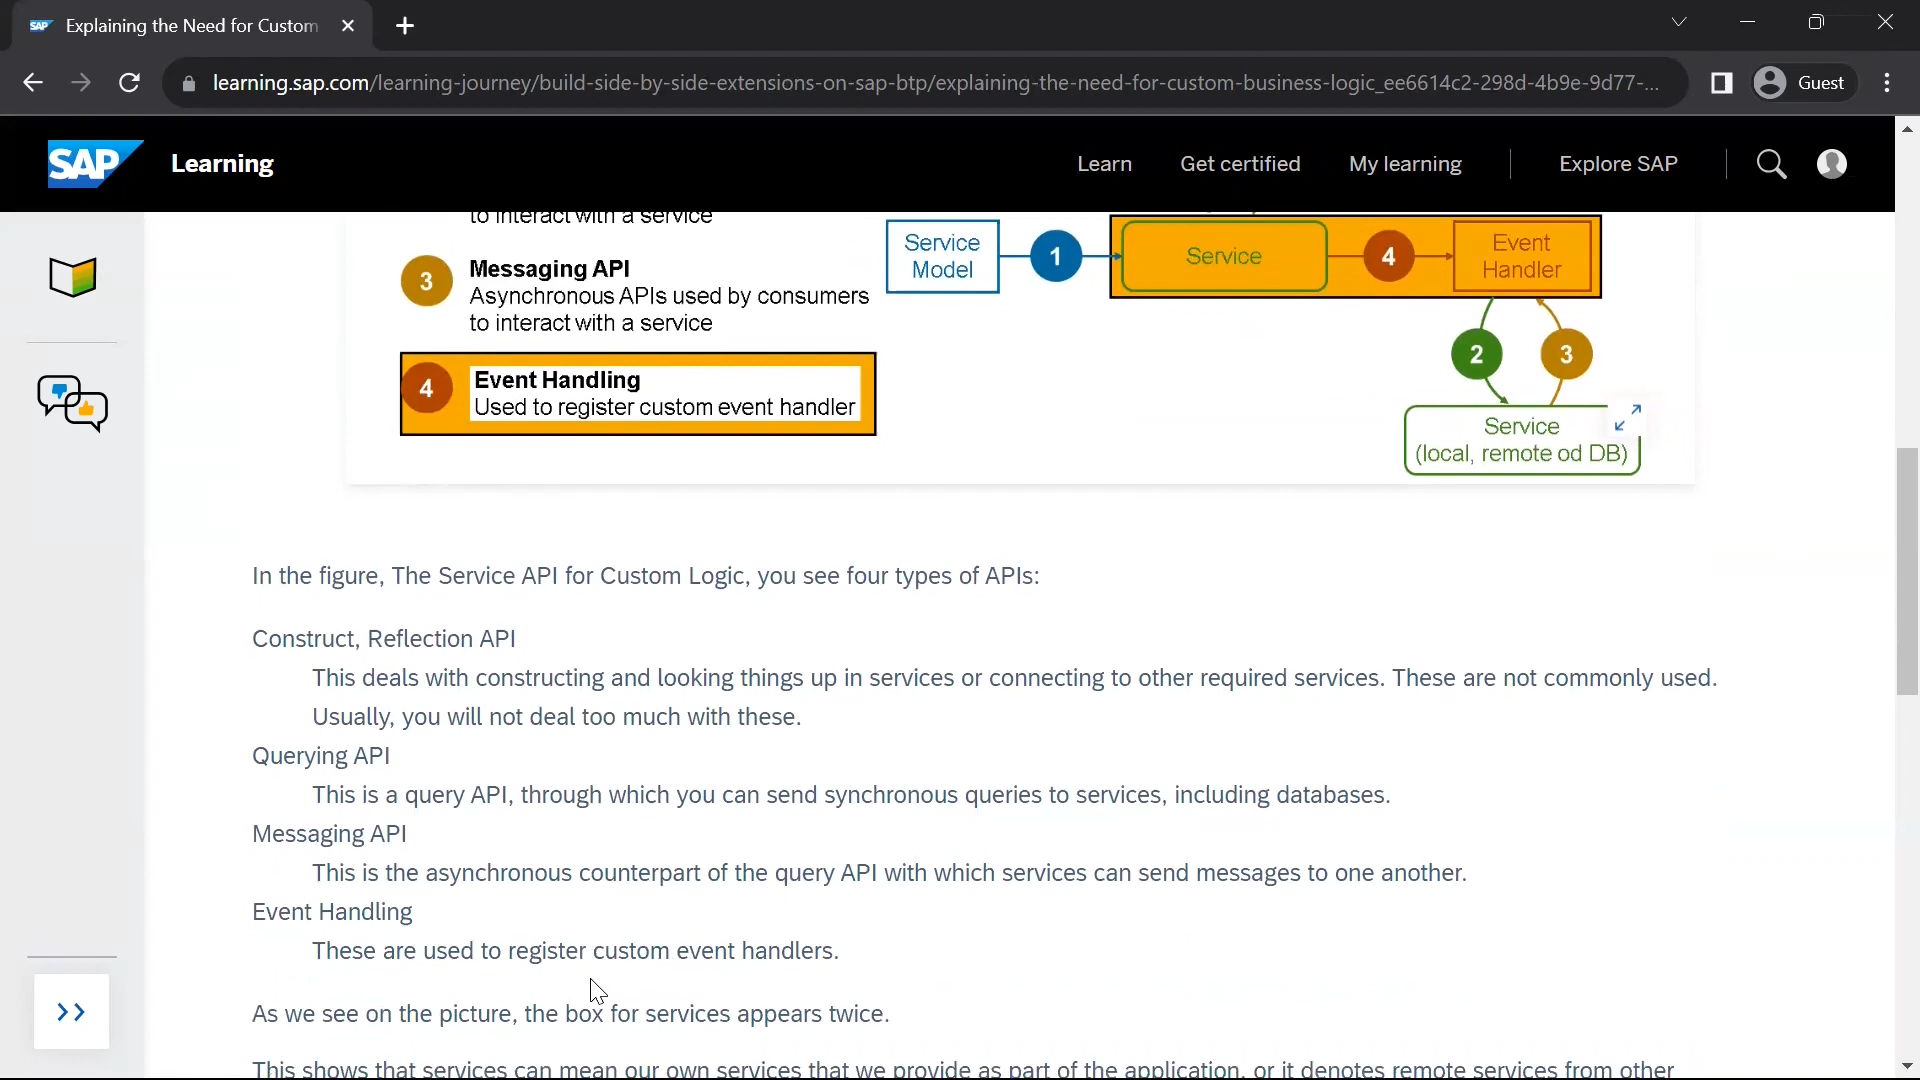 SAP Explaining the Need for Custom
learning.sap.com/learning-journey/build-side-by-side-extensions-on-sap-btp/explaining-the-need-for-custom-business-logic_ee6614c2-298d-4b9e-9d77-...
Guest
SAP Learning
Learn
Get certified
My learning
Explore SAP
to interact with a service
3
Messaging API
Asynchronous APIs used by consumers
to interact with a service
4
Event Handling
Used to register custom event handler
Service
Model
1
Service
4
Event
Handler
2
3
Service
(local, remote od DB)
In the figure, The Service API for Custom Logic, you see four types of APIs:
Construct, Reflection API
This deals with constructing and looking things up in services or connecting to other required services. These are not commonly used.
Usually, you will not deal too much with these.
Querying API
This is a query API, through which you can send synchronous queries to services, including databases.
Messaging API
This is the asynchronous counterpart of the query API with which services can send messages to one another.
Event Handling
These are used to register custom event handlers.
As we see on the picture, the box for services appears twice.
This shows that services can mean our own services that we provide as part of the application, or it denotes remote services from other